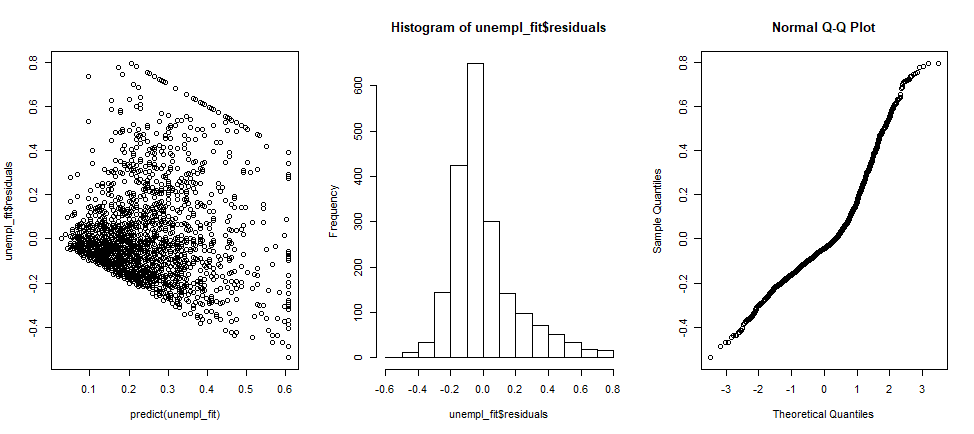 unempl_fit$residuals
0.8
0.6
0.4
0.2
0.0
-0.2
-0.4
0.1 0.2 0.3 0.4 0.5 0.6
predict(unempl_fit)
Histogram of unempl_fit$residuals
Frequency
600
500
400
300
200
100
0
-0.6 -0.4 -0.2 0.0 0.2 0.4 0.6 0.8
unempl_fit$residuals
Normal Q-Q Plot
Sample Quantiles
0.8
0.6
0.4
0.2
0.0
-0.2
-0.4
-3 -2 -1 0 1 2 3
Theoretical Quantiles